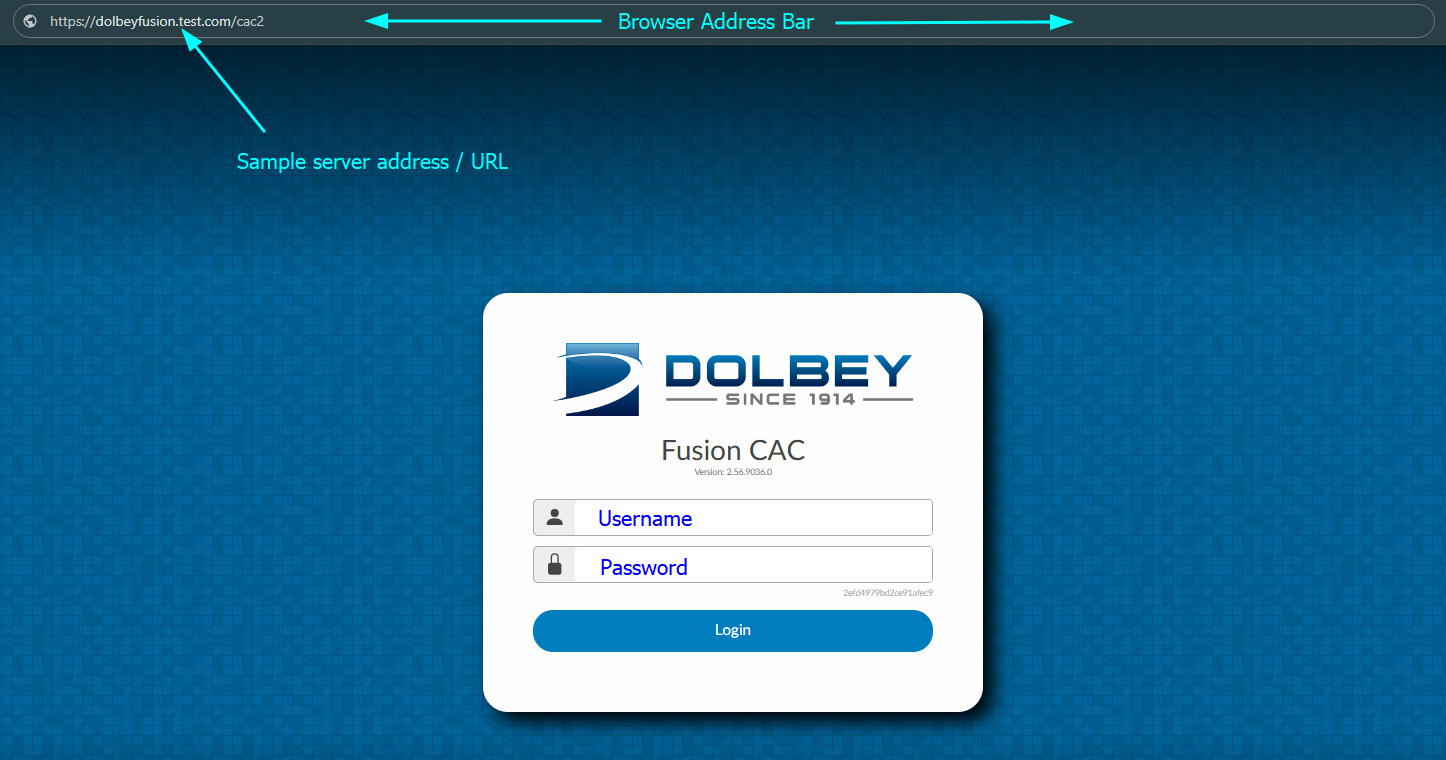 https://dolbeyfusion.test.com/cac2
Browser Address Bar
Sample server address / URL
DOLBEY
SINCE 1914
Fusion CAC
Version: 2.56.9036.0
Username
Password
2efd4979bd2ce91afec9
Login